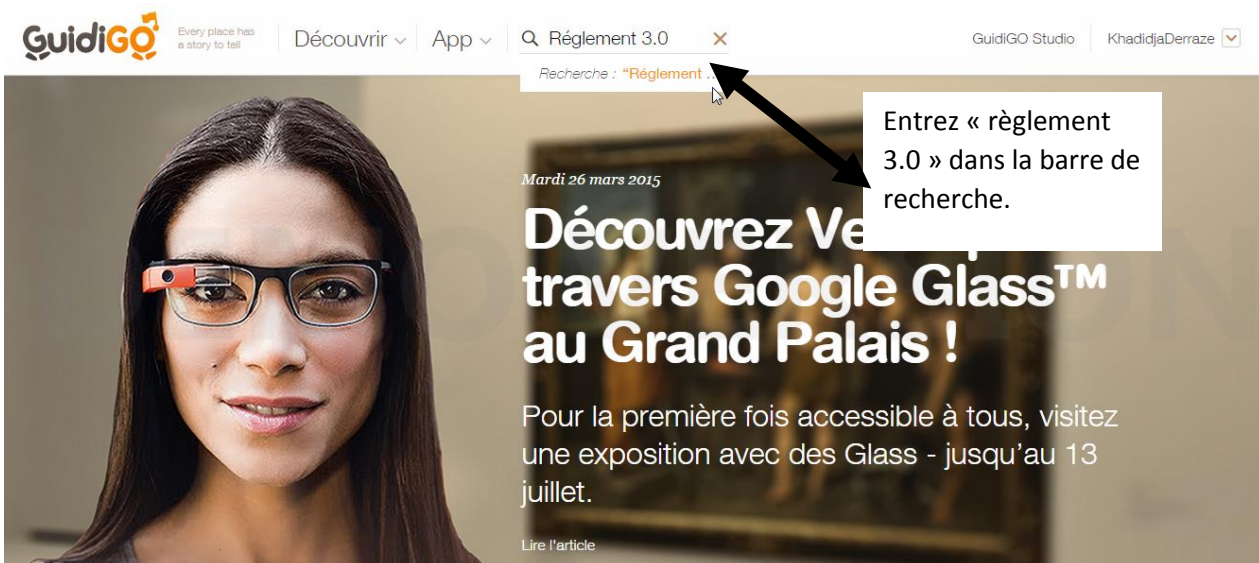 GuidiGO
Every place has
a story to tell
Découvrir
App
Réglement 3.0
GuidiGO Studio
KhadidjaDerraze
Recherche : "Réglement ...
Entrez « règlement
3.0 » dans la barre de
recherche.
Mardi 26 mars 2015
Découvrez
travers Google Glass™
au Grand Palais !
Pour la première fois accessible à tous, visitez
une exposition avec des Glass - jusqu'au 13
juillet.
Lire l'article